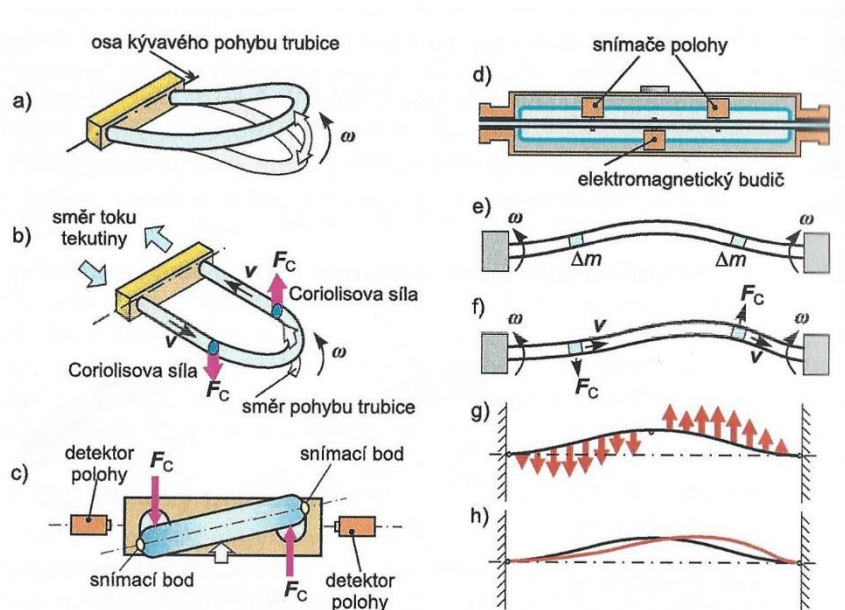 osa kývavého pohybu trubice
a)
ω
směr toku
tekutiny
b)
F_C
v
Coriolisova síla
v
ω
Coriolisova síla
F_C
směr pohybu trubice
c)
detektor
polohy
F_C
snímací bod
snímací bod
F_C
detektor
polohy
d)
snímače polohy
elektromagnetický budič
e)
ω
ω
Δm
Δm
f)
ω
v
F_C
F_C
v
ω
g)
h)